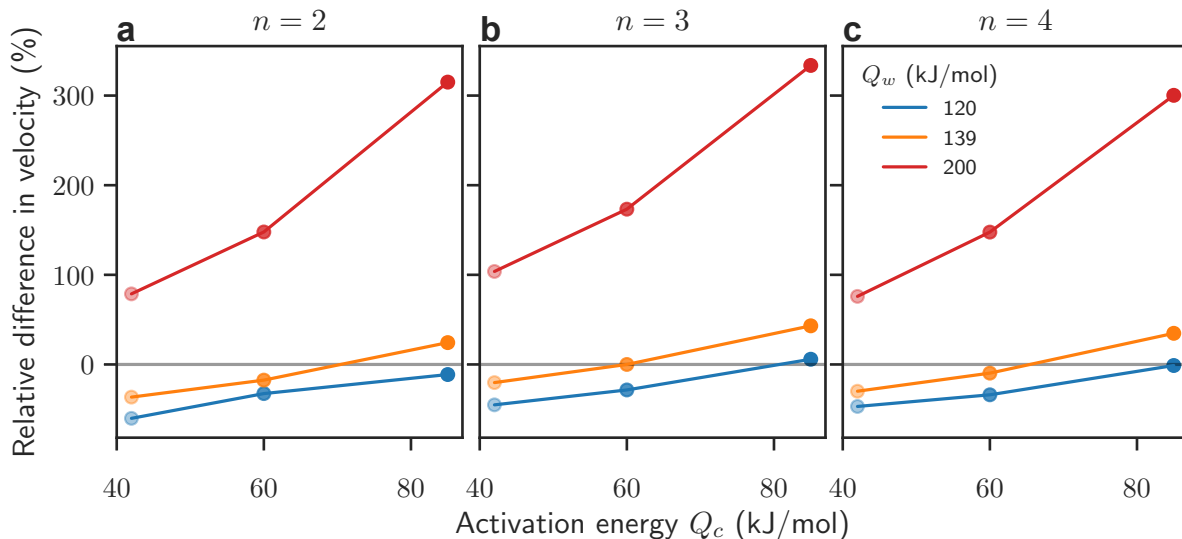 a
n = 2
b
n = 3
c
n = 4
Relative difference in velocity (%)
300
200
100
0
Q_w (kJ/mol)
120
139
200
40
60
80
40
60
80
40
60
80
Activation energy Q_c (kJ/mol)